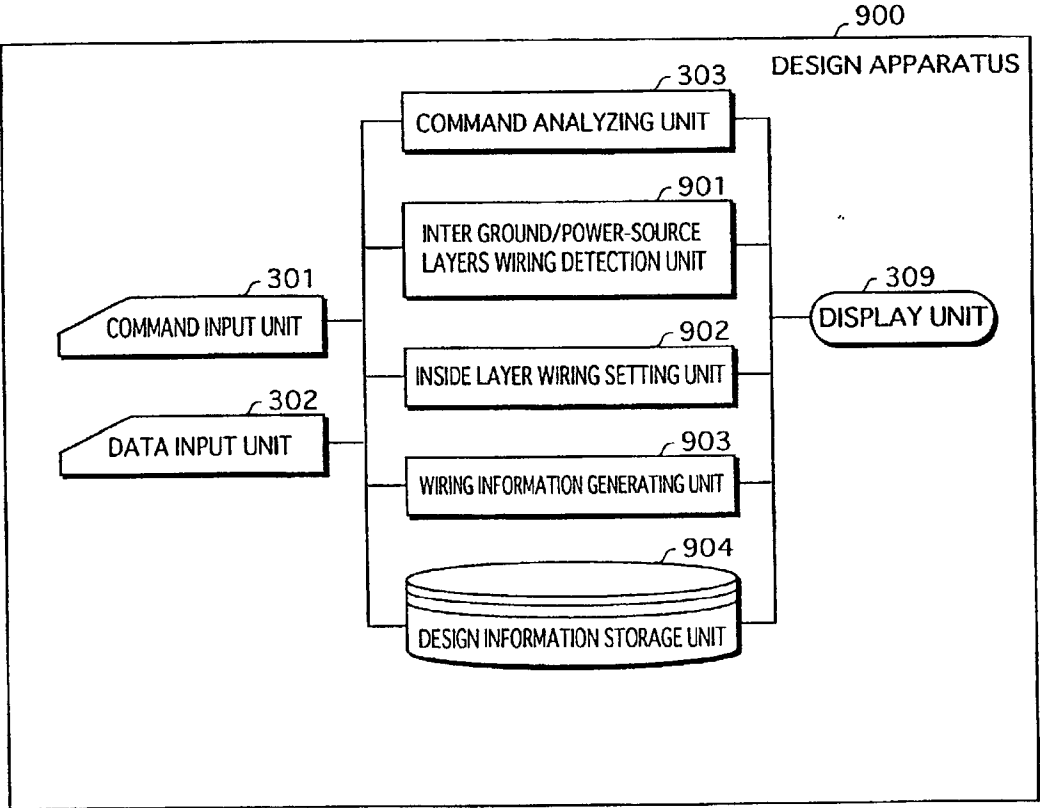 900
DESIGN APPARATUS
303
COMMAND ANALYZING UNIT
901
INTER GROUND/POWER-SOURCE
LAYERS WIRING DETECTION UNIT
301
COMMAND INPUT UNIT
309
DISPLAY UNIT
902
INSIDE LAYER WIRING SETTING UNIT
302
DATA INPUT UNIT
903
WIRING INFORMATION GENERATING UNIT
904
DESIGN INFORMATION STORAGE UNIT